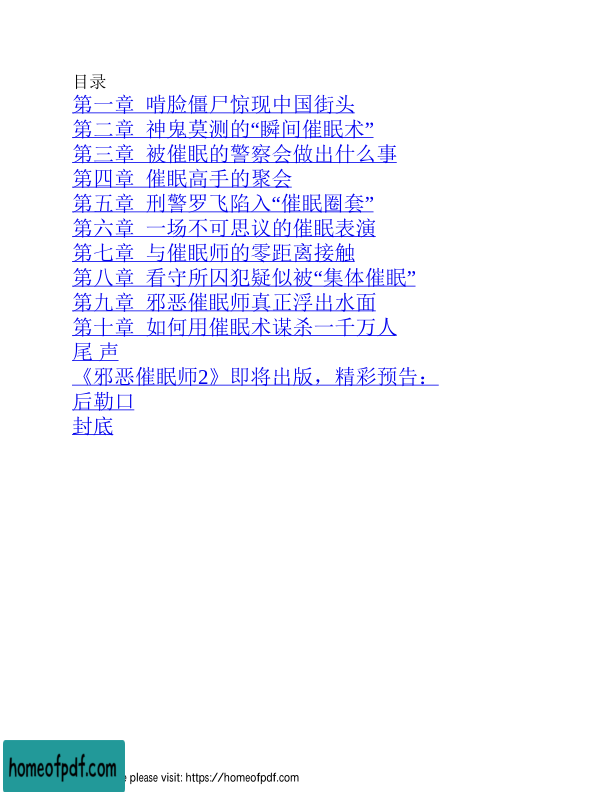 目录
第一章 啃脸僵尸惊现中国街头
第二章 神鬼莫测的“瞬间催眠术”
第三章 被催眠的警察会做出什么事
第四章 催眠高手的聚会
第五章 刑警罗飞陷入“催眠圈套”
第六章 一场不可思议的催眠表演
第七章 与催眠师的零距离接触
第八章 看守所囚犯疑似被“集体催眠”
第九章 邪恶催眠师真正浮出水面
第十章 如何用催眠术谋杀一千万人
尾 声
《邪恶催眠师2》即将出版，精彩预告：
后勒口
封底
homeofpdf.com
e please visit: https://homeofpdf.com